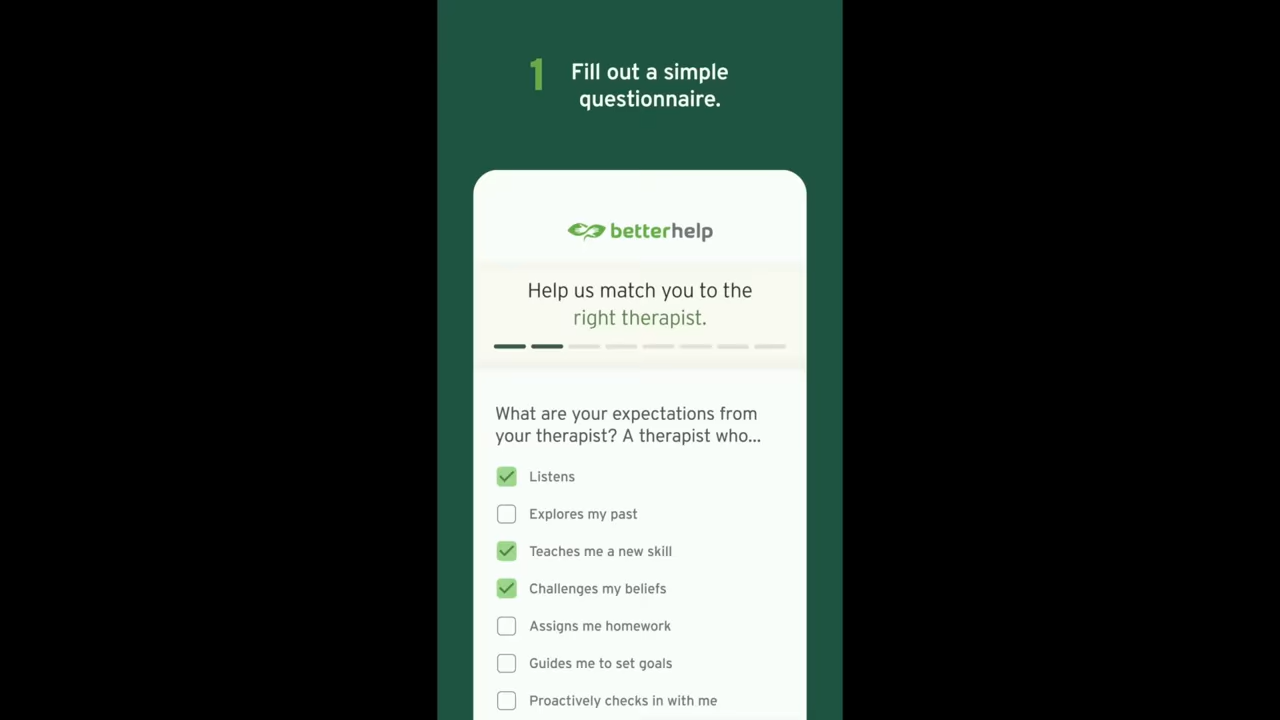 1 Fill out a simple
questionnaire.
betterhelp
Help us match you to the
right therapist.
What are your expectations from
your therapist? A therapist who...
Listens
Explores my past
Teaches me a new skill
Challenges my beliefs
Assigns me homework
Guides me to set goals
Proactively checks in with me